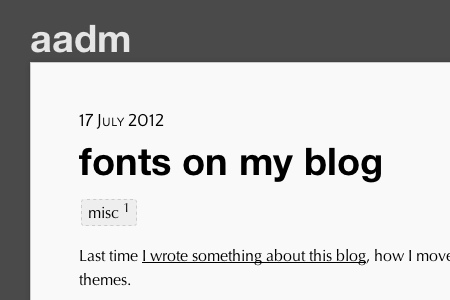 aadm
17 July 2012
fonts on my blog
misc 1
Last time I wrote something about this blog, how I move
themes.